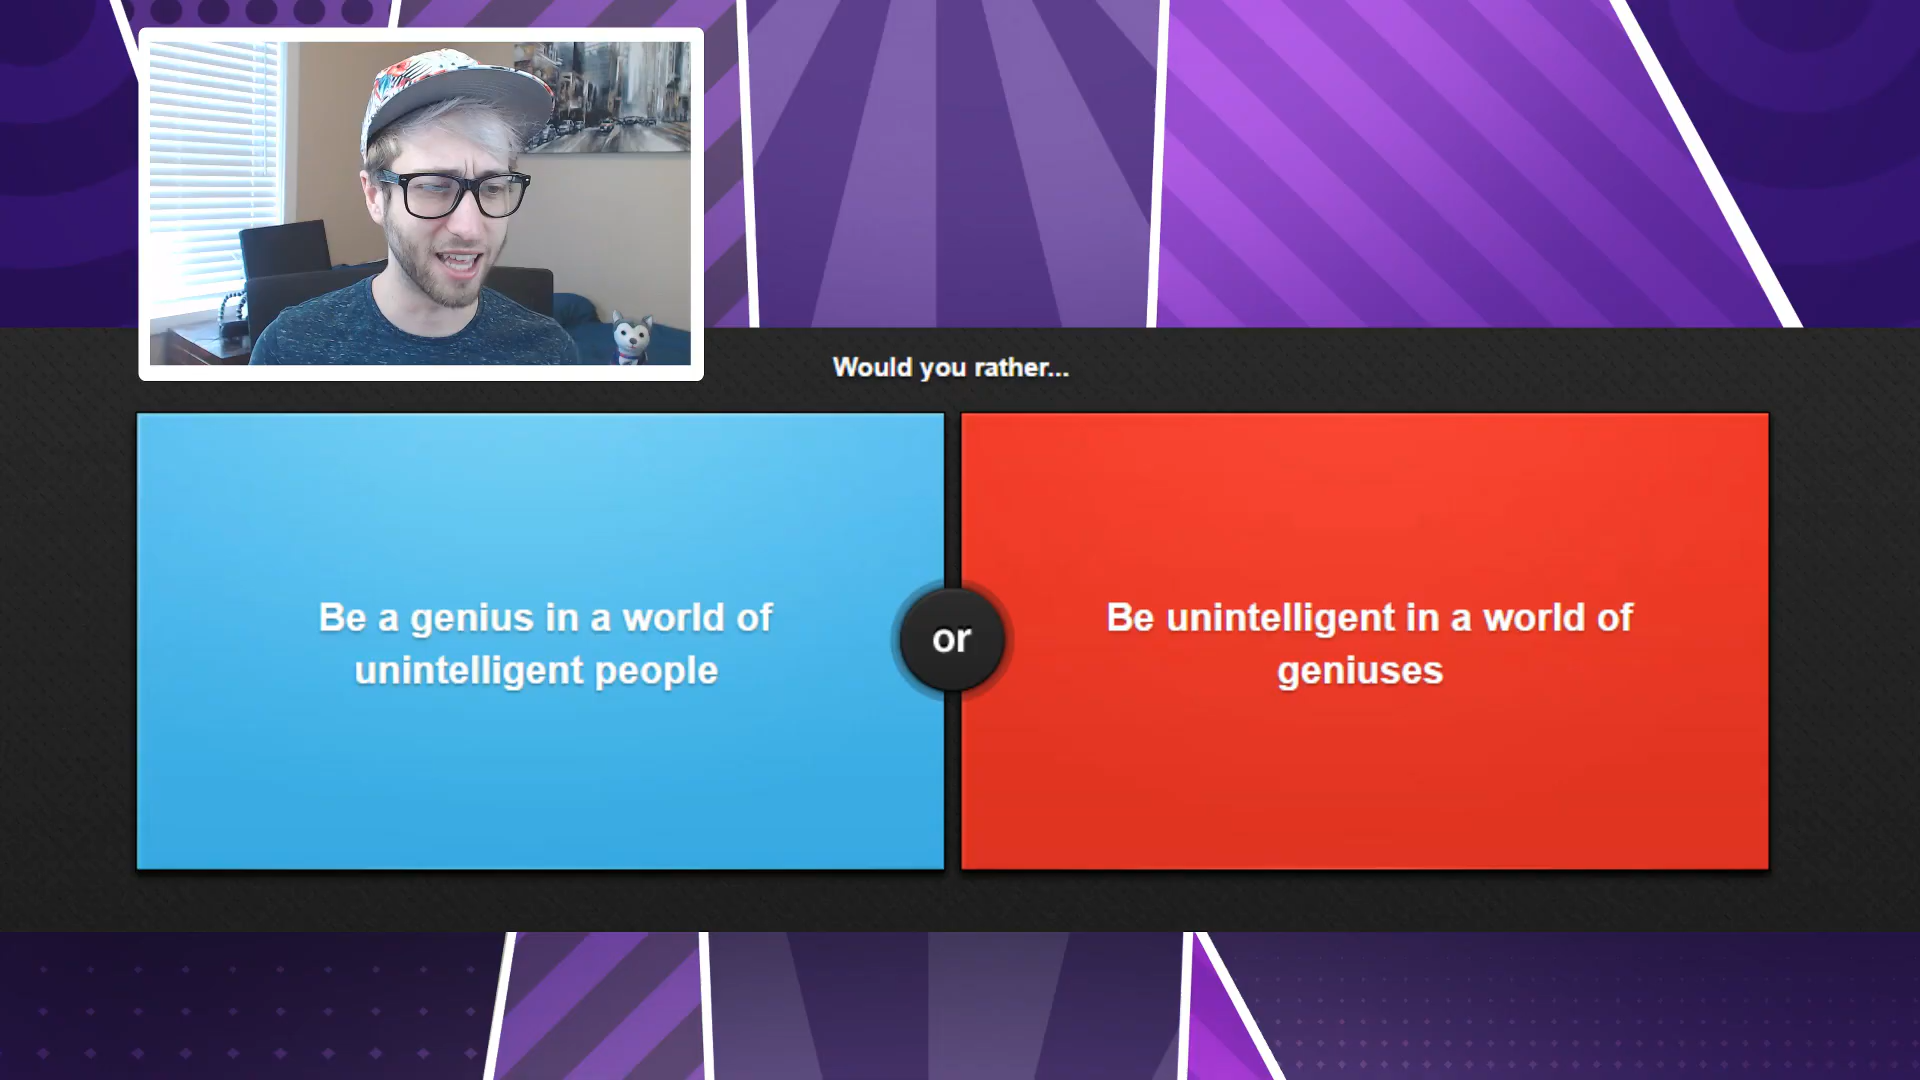 Would you rather...
Be a genius in a world of
unintelligent people
or
Be unintelligent in a world of
geniuses